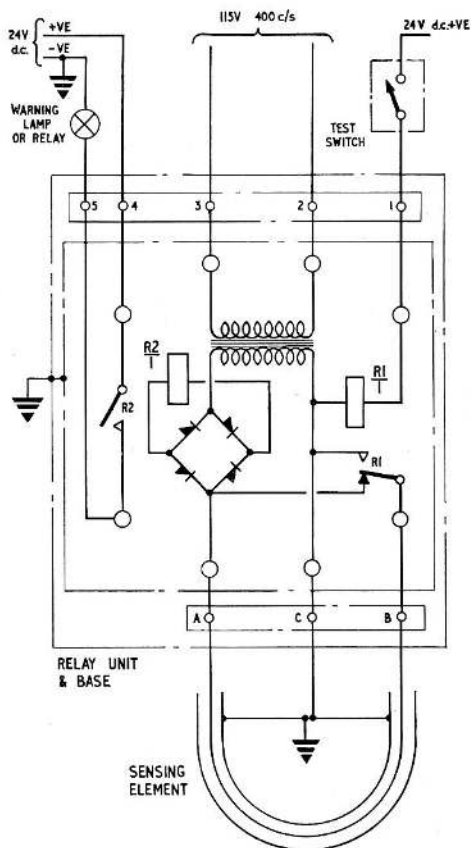 24V
d.c.
+VE
-VE
115V 400 c/s
24V d.c.+VE
WARNING
LAMP
OR RELAY
TEST
SWITCH
5
4
3
2
1
R2
R1
R2
R1
A
C
B
RELAY UNIT
& BASE
SENSING
ELEMENT